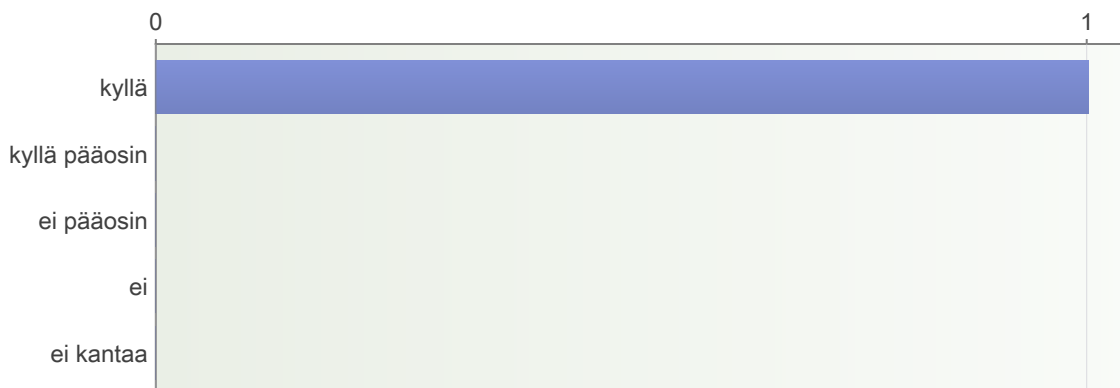 0 1
kyllä
kyllä pääosin
ei pääosin
ei
ei kantaa